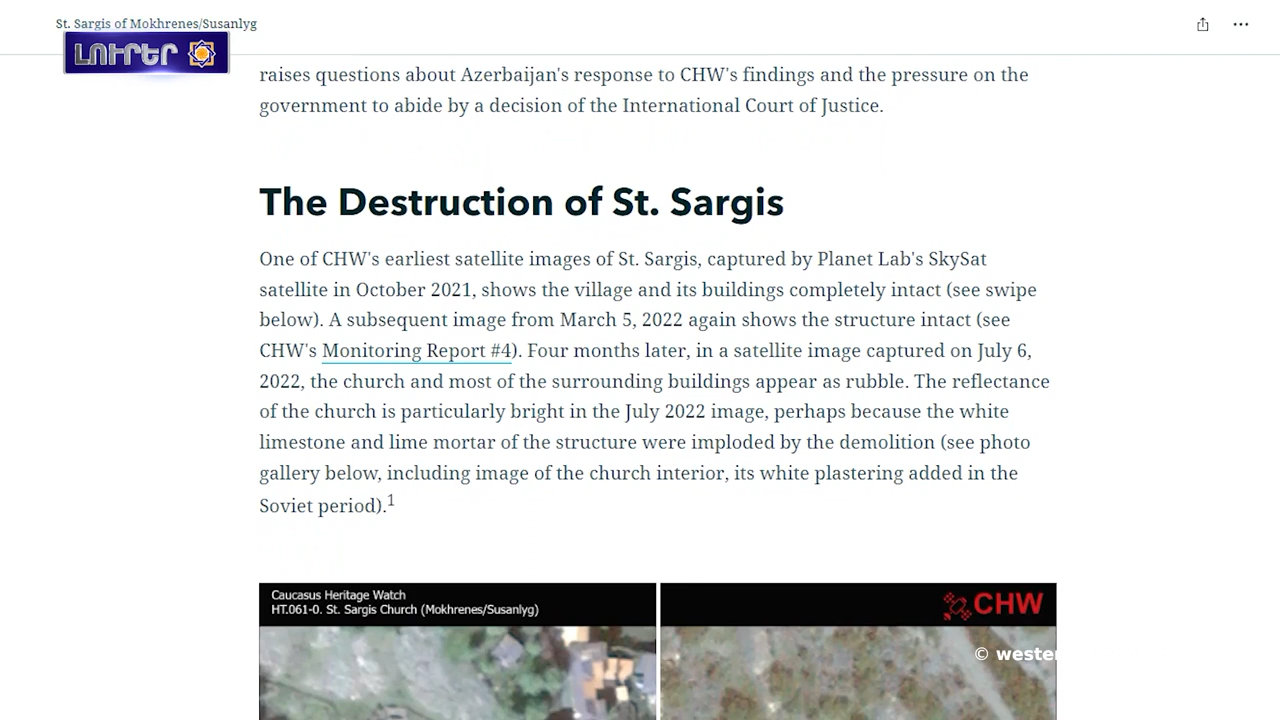 St. Sargis of Mokhrenes/Susanlyg
ԼՈՒՐԵՐ
raises questions about Azerbaijan's response to CHW's findings and the pressure on the
government to abide by a decision of the International Court of Justice.
The Destruction of St. Sargis
One of CHW's earliest satellite images of St. Sargis, captured by Planet Lab's SkySat
satellite in October 2021, shows the village and its buildings completely intact (see swipe
below). A subsequent image from March 5, 2022 again shows the structure intact (see
CHW's Monitoring Report #4). Four months later, in a satellite image captured on July 6,
2022, the church and most of the surrounding buildings appear as rubble. The reflectance
of the church is particularly bright in the July 2022 image, perhaps because the white
limestone and lime mortar of the structure were imploded by the demolition (see photo
gallery below, including image of the church interior, its white plastering added in the
Soviet period).1
Caucasus Heritage Watch
HT.061-0. St. Sargis Church (Mokhrenes/Susanlyg)
CHW
©